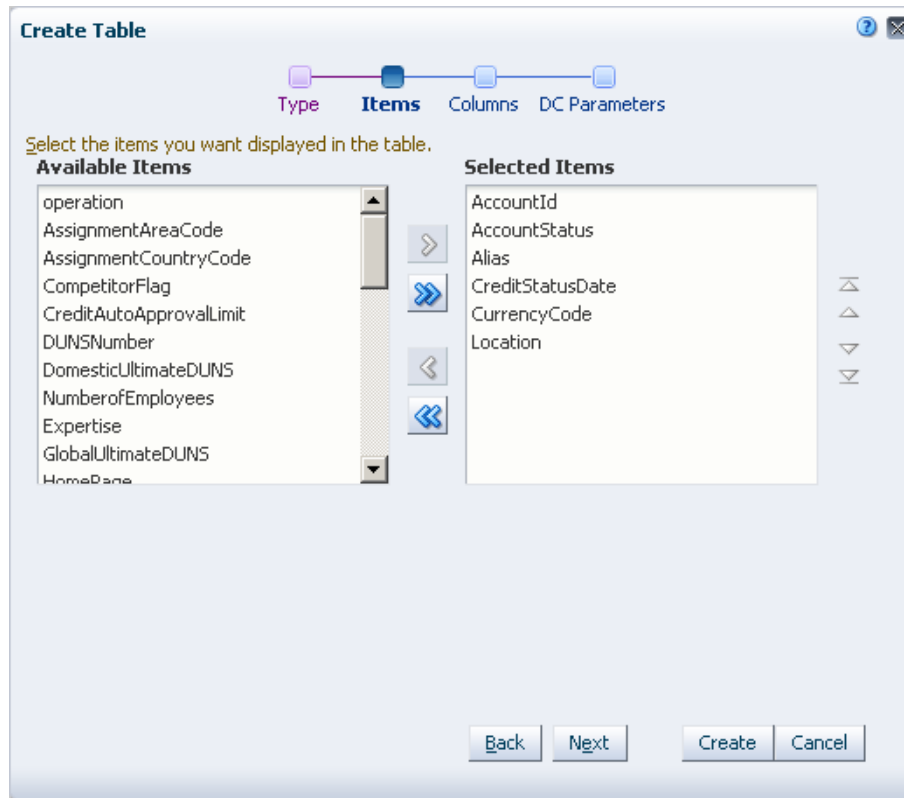 Create Table
Type Items Columns DC Parameters
Select the items you want displayed in the table.
Available Items
operation
AssignmentAreaCode
AssignmentCountryCode
CompetitorFlag
CreditAutoApprovalLimit
DUNSNumber
DomesticUltimateDUNS
NumberofEmployees
Expertise
GlobalUltimateDUNS
HomePage
Selected Items
AccountId
AccountStatus
Alias
CreditStatusDate
CurrencyCode
Location
Back Next Create Cancel